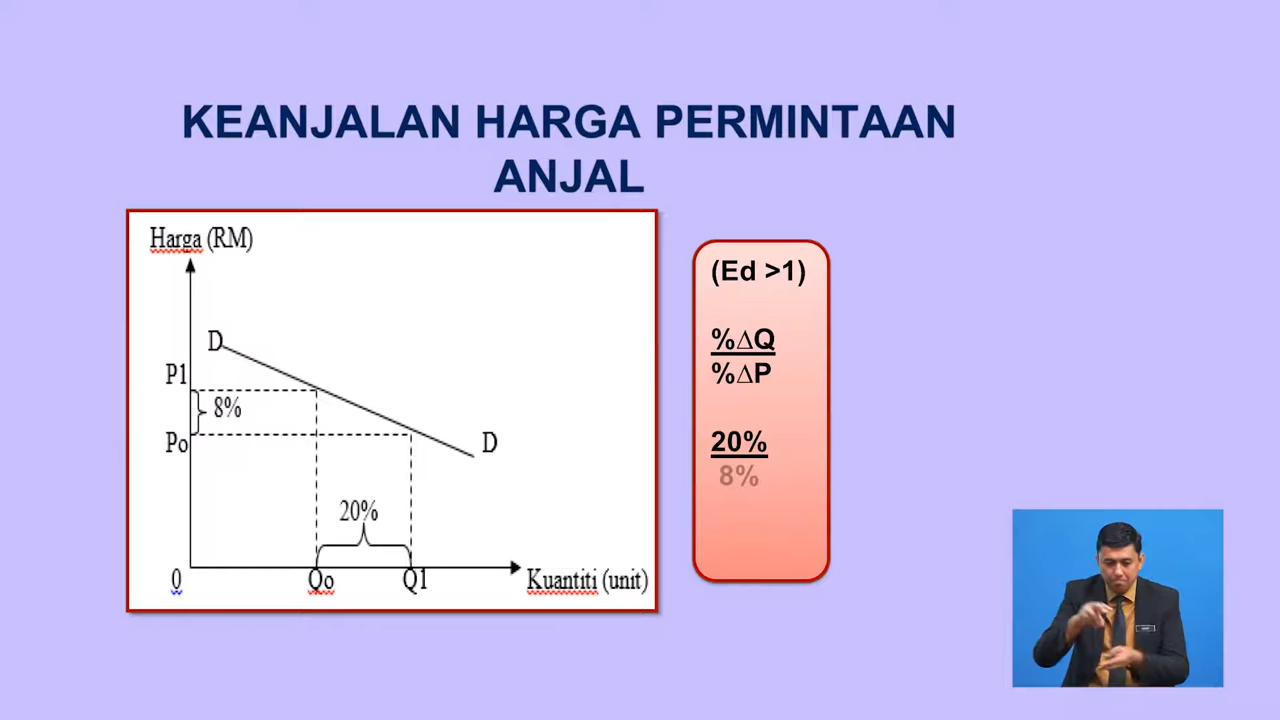 KEANJALAN HARGA PERMINTAAN
ANJAL
Harga (RM)
D
P1
8%
Po
D
20%
0
Qo
Q1
Kuantiti (unit)
(Ed >1)
%∆Q
%∆P
20%
8%